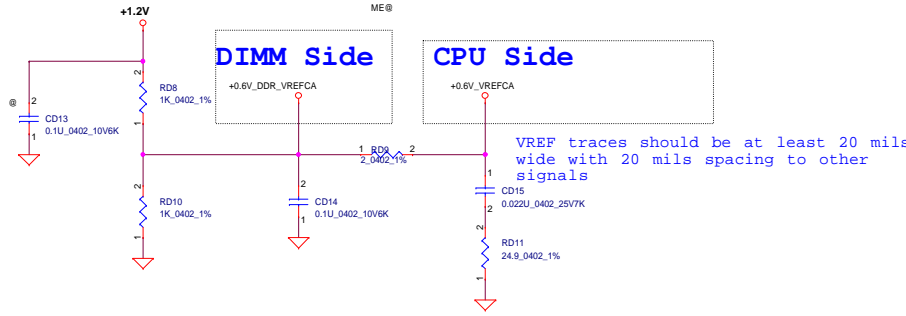 ME@
+1.2V
DIMM Side
CPU Side
2
RD8
1K_0402_1%
1
+0.6V_DDR_VREFCA
+0.6V_VREFCA
@
2
CD13
0.1U_0402_10V6K
1
1
RD9
2
2_0402_1%
VREF traces should be at least 20 mils
wide with 20 mils spacing to other
signals
2
RD10
1K_0402_1%
1
2
CD14
0.1U_0402_10V6K
1
1
CD15
0.022U_0402_25V7K
2
2
RD11
24.9_0402_1%
1